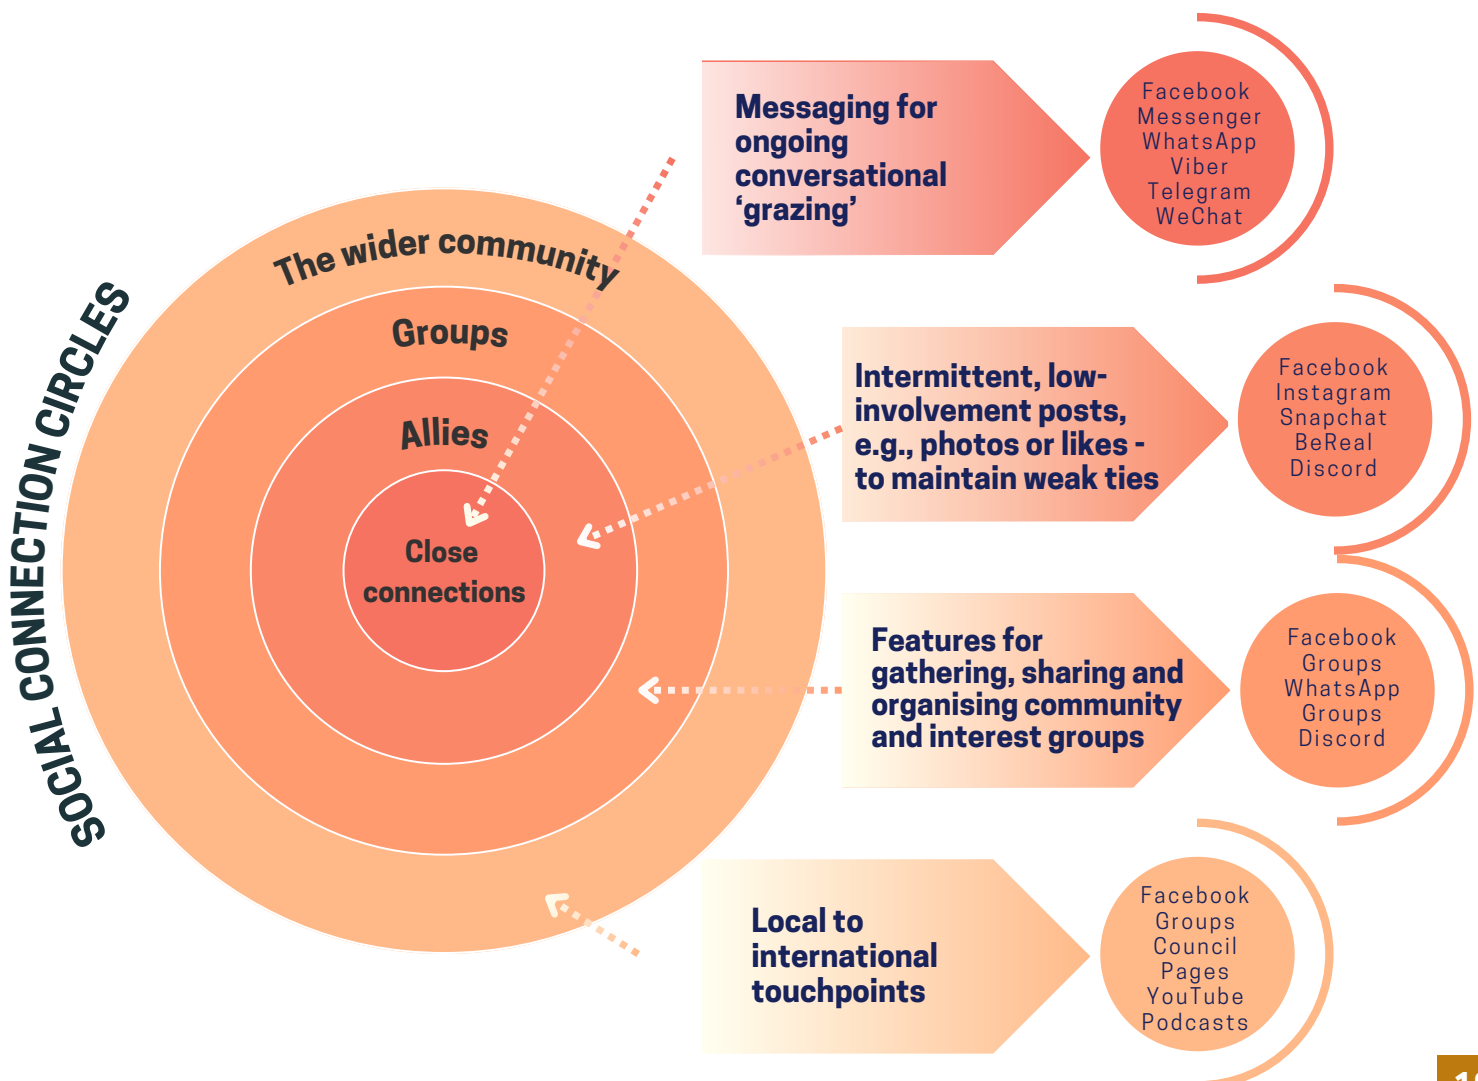 SOCIAL CONNECTION CIRCLES
The wider community
Groups
Allies
Close
connections
Messaging for
ongoing
conversational
‘grazing’
Facebook
Messenger
WhatsApp
Viber
Telegram
WeChat
Intermittent, low-
involvement posts,
e.g., photos or likes -
to maintain weak ties
Facebook
Instagram
Snapchat
BeReal
Discord
Features for
gathering, sharing and
organising community
and interest groups
Facebook
Groups
WhatsApp
Groups
Discord
Local to
international
touchpoints
Facebook
Groups
Council
Pages
YouTube
Podcasts